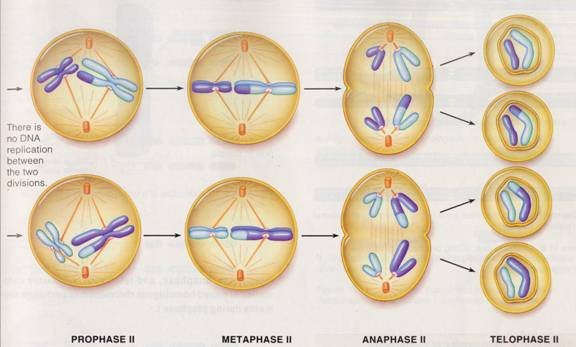 There is
no DNA
replication
between
the two
divisions.
PROPHASE II
METAPHASE II
ANAPHASE II
TELOPHASE II